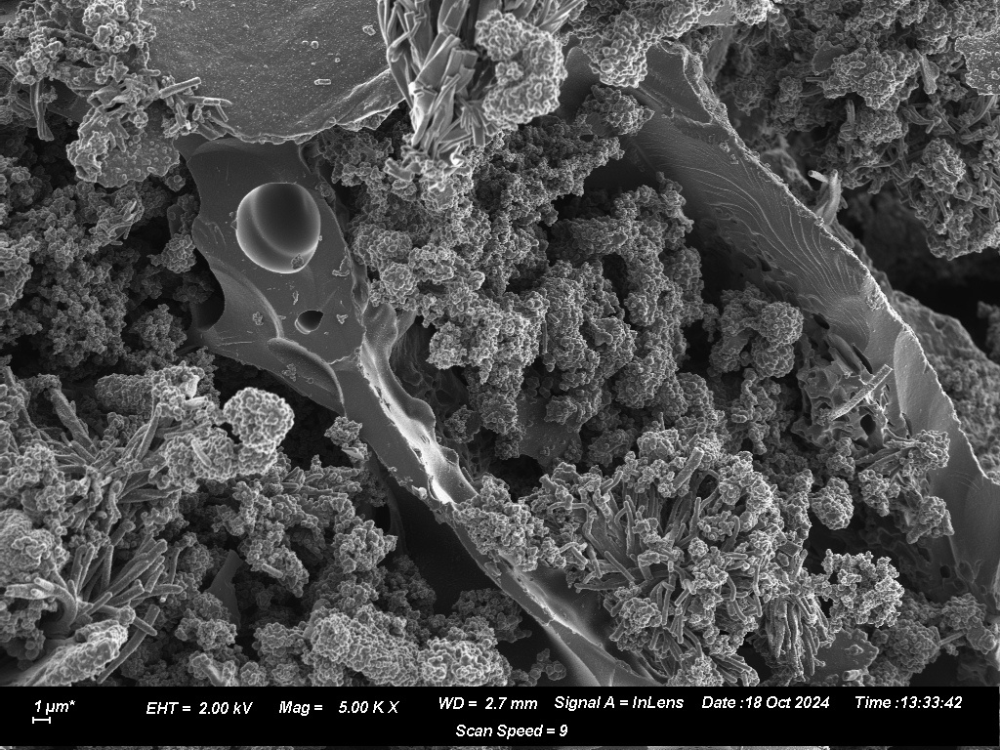 1 µm*
EHT = 2.00 kV Mag = 5.00 K X WD = 2.7 mm Signal A = InLens Date :18 Oct 2024 Time :13:33:42
Scan Speed = 9